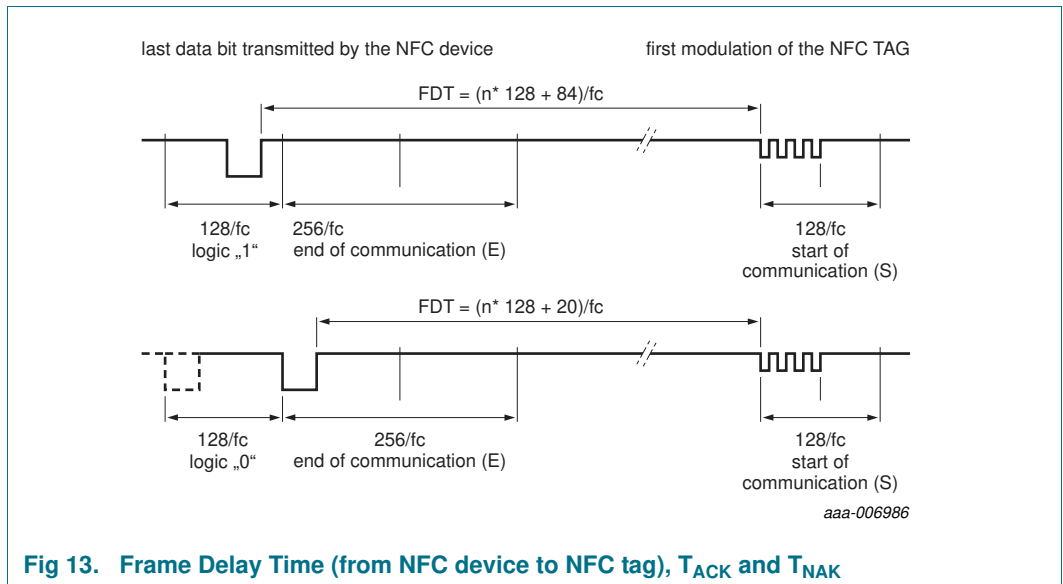 last data bit transmitted by the NFC device
first modulation of the NFC TAG
FDT = (n* 128 + 84)/fc
128/fc
logic „1“
256/fc
end of communication (E)
128/fc
start of
communication (S)
FDT = (n* 128 + 20)/fc
128/fc
logic „0“
256/fc
end of communication (E)
128/fc
start of
communication (S)
aaa-006986
Fig 13. Frame Delay Time (from NFC device to NFC tag), TACK and TNAK